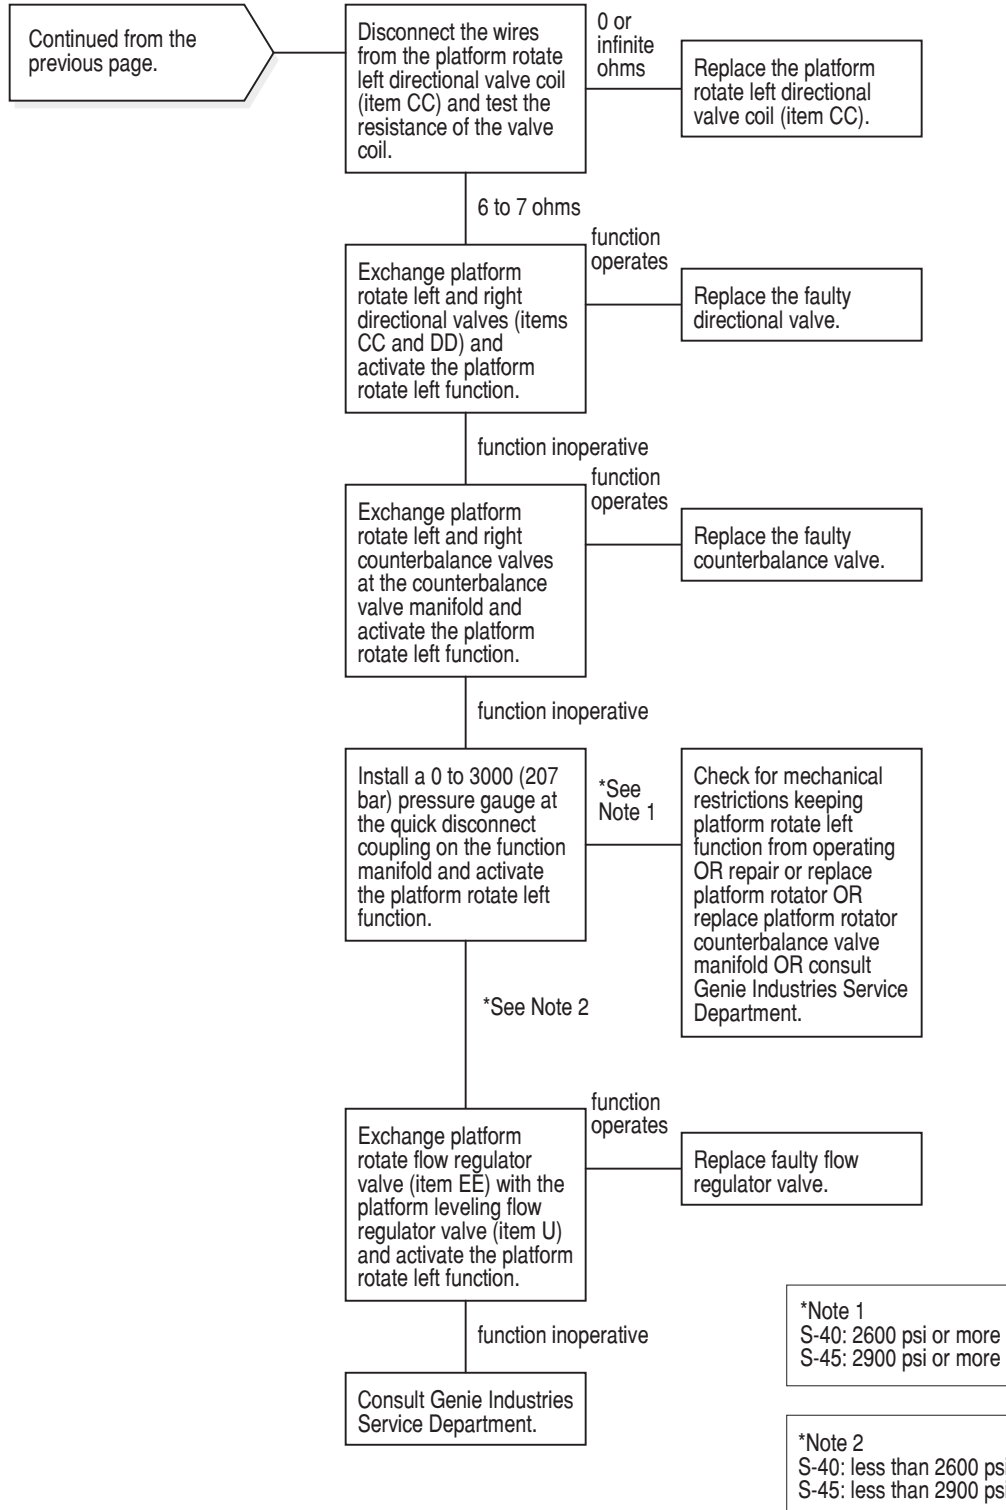 Continued from the
previous page.
Disconnect the wires
from the platform rotate
left directional valve coil
(item CC) and test the
resistance of the valve
coil.
0 or
infinite
ohms
Replace the platform
rotate left directional
valve coil (item CC).
6 to 7 ohms
Exchange platform
rotate left and right
directional valves (items
CC and DD) and
activate the platform
rotate left function.
function
operates
Replace the faulty
directional valve.
function inoperative
Exchange platform
rotate left and right
counterbalance valves
at the counterbalance
valve manifold and
activate the platform
rotate left function.
function
operates
Replace the faulty
counterbalance valve.
function inoperative
Install a 0 to 3000 (207
bar) pressure gauge at
the quick disconnect
coupling on the function
manifold and activate
the platform rotate left
function.
*See
Note 1
Check for mechanical
restrictions keeping
platform rotate left
function from operating
OR repair or replace
platform rotator OR
replace platform rotator
counterbalance valve
manifold OR consult
Genie Industries Service
Department.
*See Note 2
Exchange platform
rotate flow regulator
valve (item EE) with the
platform leveling flow
regulator valve (item U)
and activate the platform
rotate left function.
function
operates
Replace faulty flow
regulator valve.
function inoperative
Consult Genie Industries
Service Department.
*Note 1
S-40: 2600 psi or more
S-45: 2900 psi or more
*Note 2
S-40: less than 2600 psi
S-45: less than 2900 psi